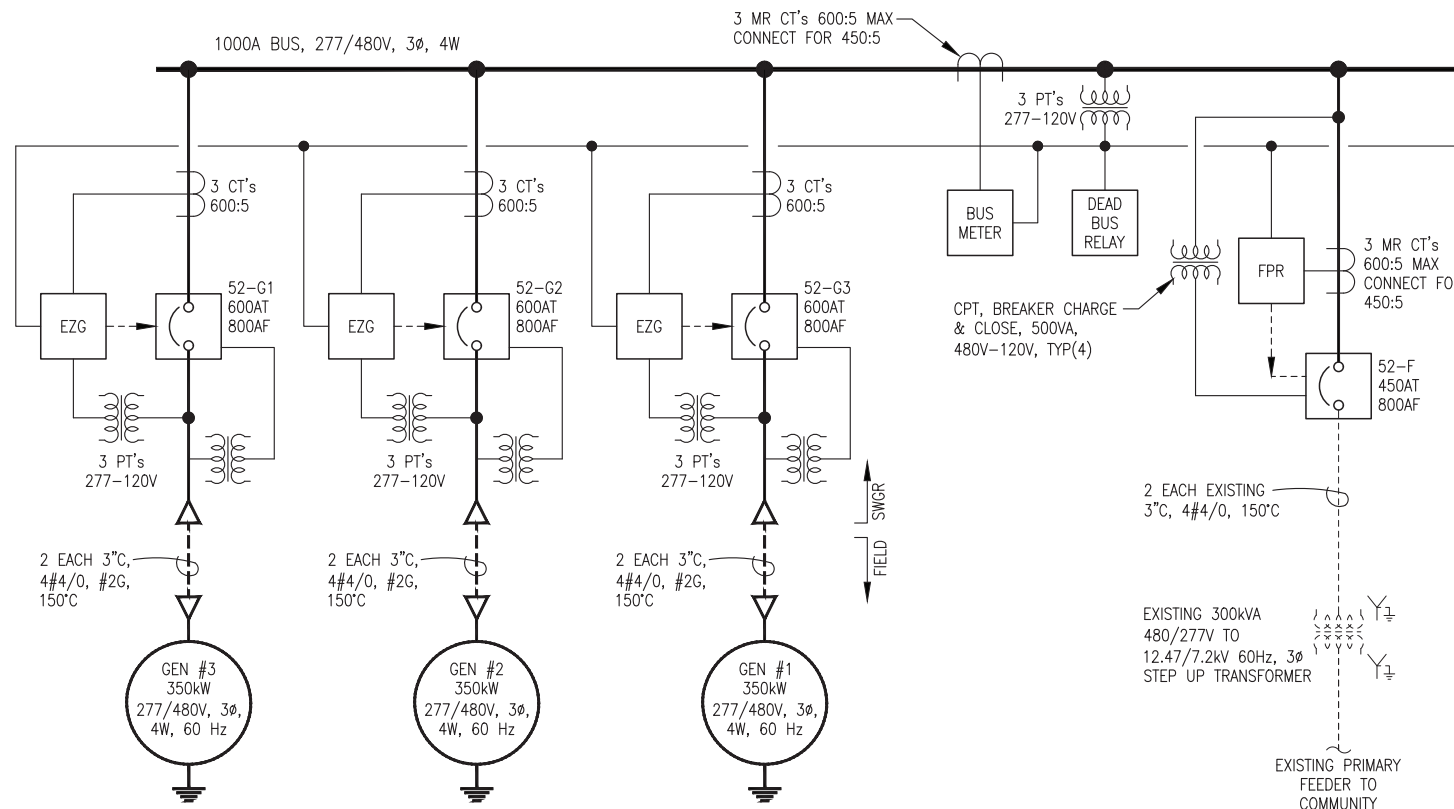 3 MR CT's 600:5 MAX
CONNECT FOR 450:5
1000A BUS, 277/480V, 3ø, 4W
3 PT's
277-120V
3 CT's
600:5
3 CT's
600:5
3 CT's
600:5
BUS
METER
DEAD
BUS
RELAY
FPR
3 MR CT's
600:5 MAX
CONNECT FO
450:5
EZG
52-G1
600AT
800AF
EZG
52-G2
600AT
800AF
EZG
52-G3
600AT
800AF
CPT, BREAKER CHARGE
& CLOSE, 500VA,
480V-120V, TYP(4)
52-F
450AT
800AF
3 PT's
277-120V
3 PT's
277-120V
3 PT's
277-120V
SWGR
FIELD
2 EACH EXISTING
3"C, 4#4/0, 150°C
2 EACH 3"C,
4#4/0, #2G,
150°C
2 EACH 3"C,
4#4/0, #2G,
150°C
2 EACH 3"C,
4#4/0, #2G,
150°C
EXISTING 300kVA
480/277V TO
12.47/7.2kV 60Hz, 3ø
STEP UP TRANSFORMER
GEN #3
350kW
277/480V, 3ø,
4W, 60 Hz
GEN #2
350kW
277/480V, 3ø,
4W, 60 Hz
GEN #1
350kW
277/480V, 3ø,
4W, 60 Hz
EXISTING PRIMARY
FEEDER TO
COMMUNITY